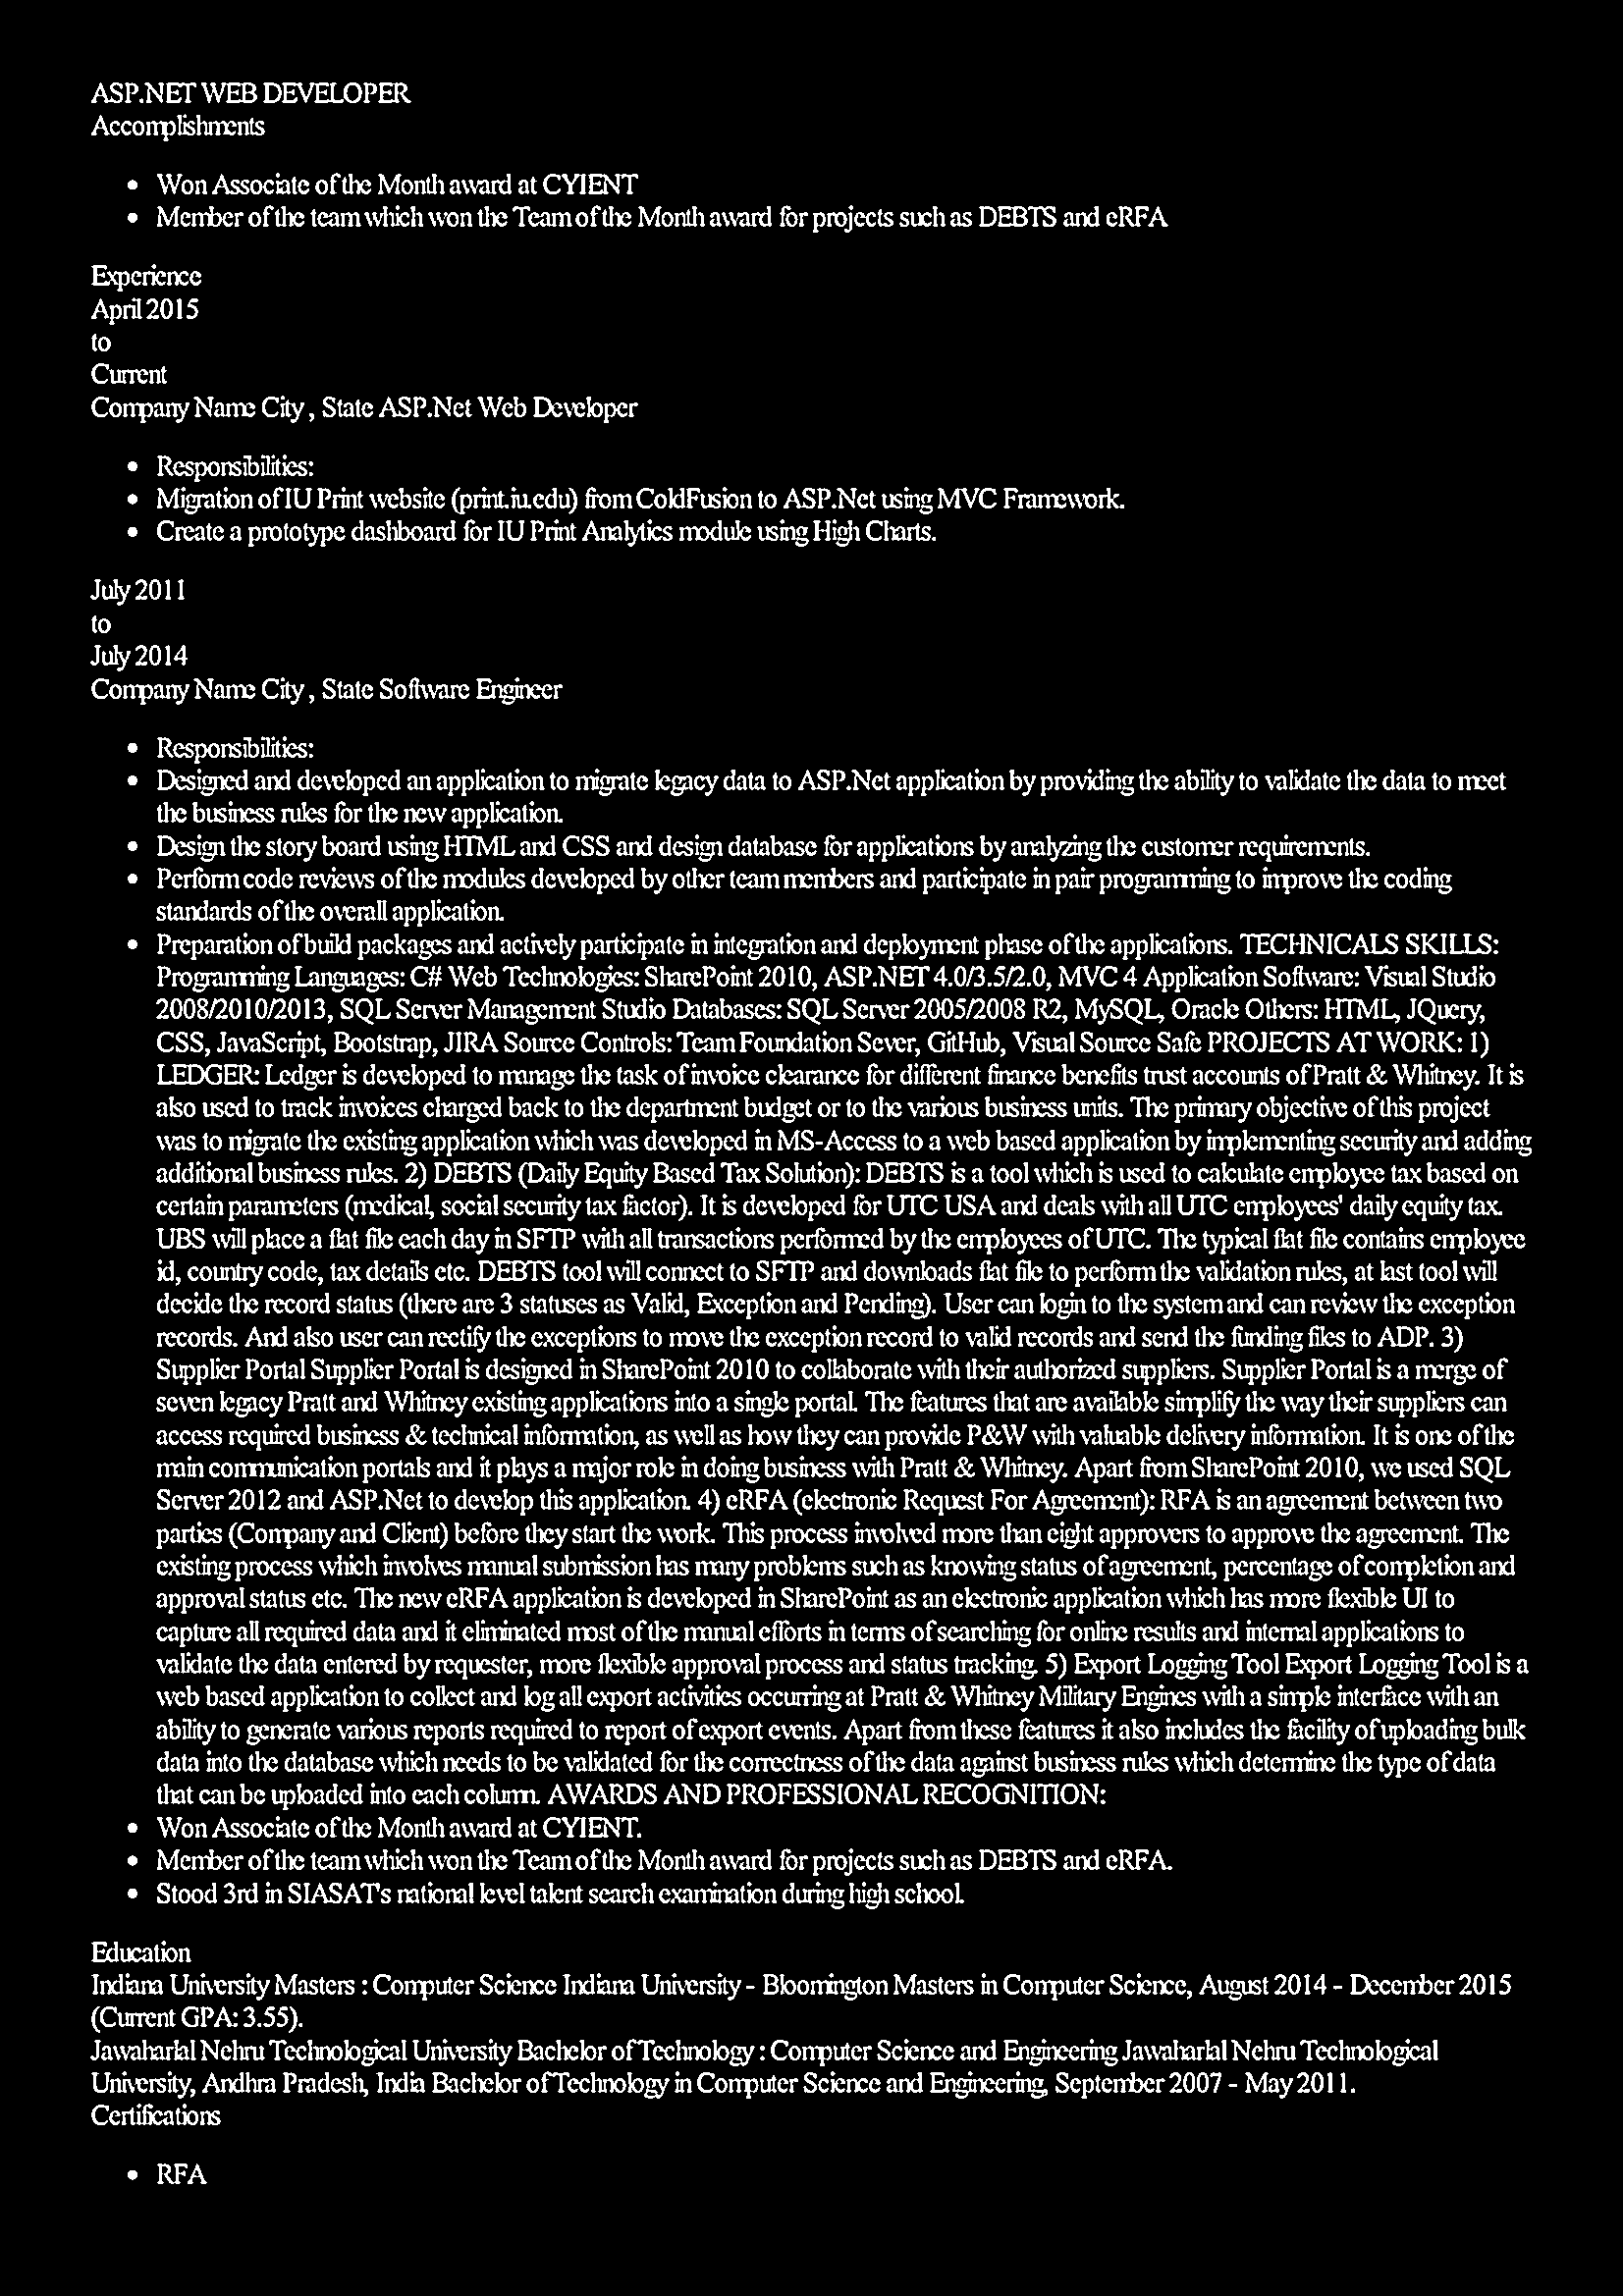 ASP.NET WEB DEVELOPER
Accomplishments
• Won Associate of the Month award at CYIENT
• Member of the team which won the Team of the Month award for projects such as DEBTS and eRFA
Experience
April 2015
to
Current
Company Name City , State ASP.Net Web Developer
• Responsibilities:
• Migration of IU Print website (print.iu.edu) from ColdFusion to ASP.Net using MVC Framework.
• Create a prototype dashboard for IU Print Analytics module using High Charts.
July 2011
to
July 2014
Company Name City , State Software Engineer
• Responsibilities:
• Designed and developed an application to migrate legacy data to ASP.Net application by providing the ability to validate the data to meet
the business rules for the new application.
• Design the story board using HTML and CSS and design database for applications by analyzing the customer requirements.
• Perform code reviews of the modules developed by other team members and participate in pair programming to improve the coding
standards of the overall application.
• Preparation of build packages and actively participate in integration and deployment phase of the applications. TECHNICALS SKILLS:
Programming Languages: C# Web Technologies: SharePoint 2010, ASP.NET 4.0/3.5/2.0, MVC 4 Application Software: Visual Studio
2008/2010/2013, SQL Server Management Studio Databases: SQL Server 2005/2008 R2, MySQL, Oracle Others: HTML, JQuery,
CSS, JavaScript, Bootstrap, JIRA Source Controls: Team Foundation Sever, GitHub, Visual Source Safe PROJECTS AT WORK: 1)
LEDGER: Ledger is developed to manage the task of invoice clearance for different finance benefits trust accounts of Pratt & Whitney. It is
also used to track invoices charged back to the department budget or to the various business units. The primary objective of this project
was to migrate the existing application which was developed in MS-Access to a web based application by implementing security and adding
additional business rules. 2) DEBTS (Daily Equity Based Tax Solution): DEBTS is a tool which is used to calculate employee tax based on
certain parameters (medical, social security tax factor). It is developed for UTC USA and deals with all UTC employees' daily equity tax.
UBS will place a flat file each day in SFTP with all transactions performed by the employees of UTC. The typical flat file contains employee
id, country code, tax details etc. DEBTS tool will connect to SFTP and downloads flat file to perform the validation rules, at last tool will
decide the record status (there are 3 statuses as Valid, Exception and Pending). User can login to the system and can review the exception
records. And also user can rectify the exceptions to move the exception record to valid records and send the funding files to ADP. 3)
Supplier Portal Supplier Portal is designed in SharePoint 2010 to collaborate with their authorized suppliers. Supplier Portal is a merge of
seven legacy Pratt and Whitney existing applications into a single portal. The features that are available simplify the way their suppliers can
access required business & technical information, as well as how they can provide P&W with valuable delivery information. It is one of the
main communication portals and it plays a major role in doing business with Pratt & Whitney. Apart from SharePoint 2010, we used SQL
Server 2012 and ASP.Net to develop this application. 4) eRFA (electronic Request For Agreement): RFA is an agreement between two
parties (Company and Client) before they start the work. This process involved more than eight approvers to approve the agreement. The
existing process which involves manual submission has many problems such as knowing status of agreement, percentage of completion and
approval status etc. The new eRFA application is developed in SharePoint as an electronic application which has more flexible UI to
capture all required data and it eliminated most of the manual efforts in terms of searching for online results and internal applications to
validate the data entered by requester, more flexible approval process and status tracking. 5) Export Logging Tool Export Logging Tool is a
web based application to collect and log all export activities occurring at Pratt & Whitney Military Engines with a simple interface with an
ability to generate various reports required to report of export events. Apart from these features it also includes the facility of uploading bulk
data into the database which needs to be validated for the correctness of the data against business rules which determine the type of data
that can be uploaded into each column. AWARDS AND PROFESSIONAL RECOGNITION:
• Won Associate of the Month award at CYIENT.
• Member of the team which won the Team of the Month award for projects such as DEBTS and eRFA.
• Stood 3rd in SIASAT's national level talent search examination during high school.
Education
Indiana University Masters : Computer Science Indiana University - Bloomington Masters in Computer Science, August 2014 - December 2015
(Current GPA: 3.55).
Jawaharlal Nehru Technological University Bachelor of Technology : Computer Science and Engineering Jawaharlal Nehru Technological
University, Andhra Pradesh, India Bachelor of Technology in Computer Science and Engineering, September 2007 - May 2011.
Certifications
• RFA